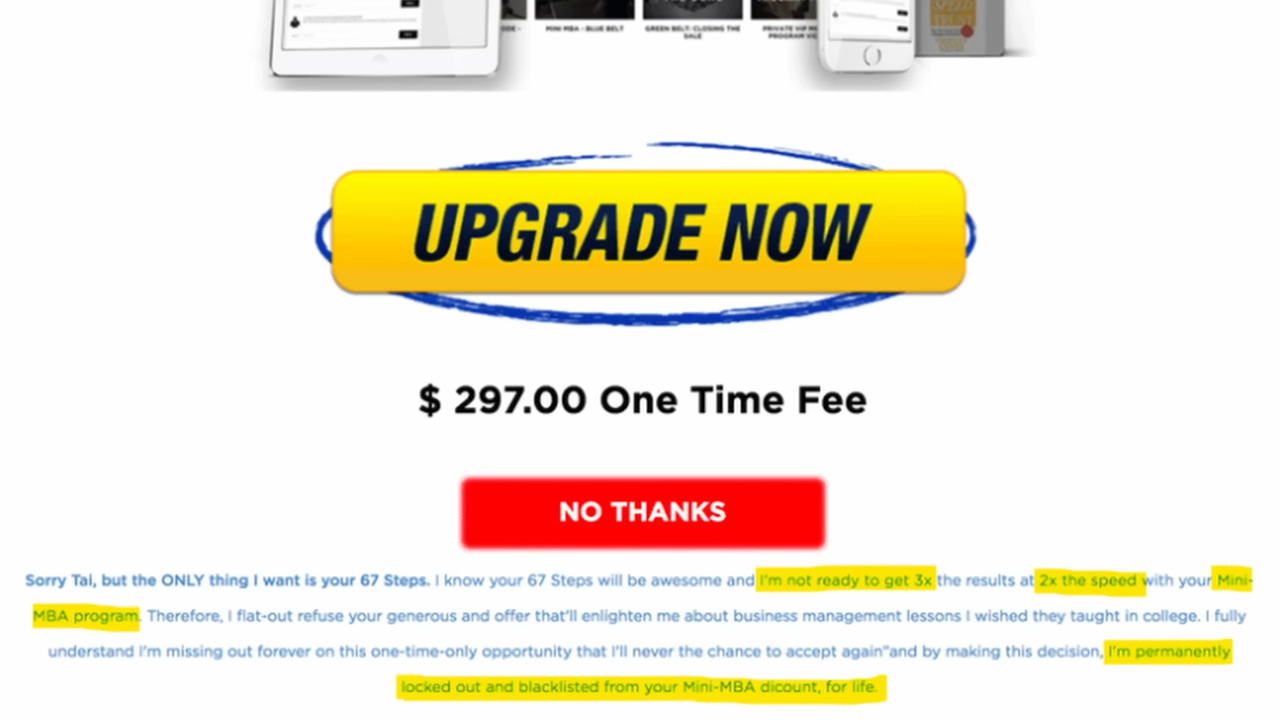 MINI MBA - BLUE BELT
GREEN BELT: CLOSING THE
SALE
PRIVATE VIP
SPEED
TRUST
UPGRADE NOW
$ 297.00 One Time Fee
NO THANKS
Sorry Tai, but the ONLY thing I want is your 67 Steps. I know your 67 Steps will be awesome and I'm not ready to get 3x the results at 2x the speed with your Mini-
MBA program. Therefore, I flat-out refuse your generous and offer that'll enlighten me about business management lessons I wished they taught in college. I fully
understand I'm missing out forever on this one-time-only opportunity that I'll never the chance to accept again"and by making this decision, I'm permanently
locked out and blacklisted from your Mini-MBA dicount, for life.